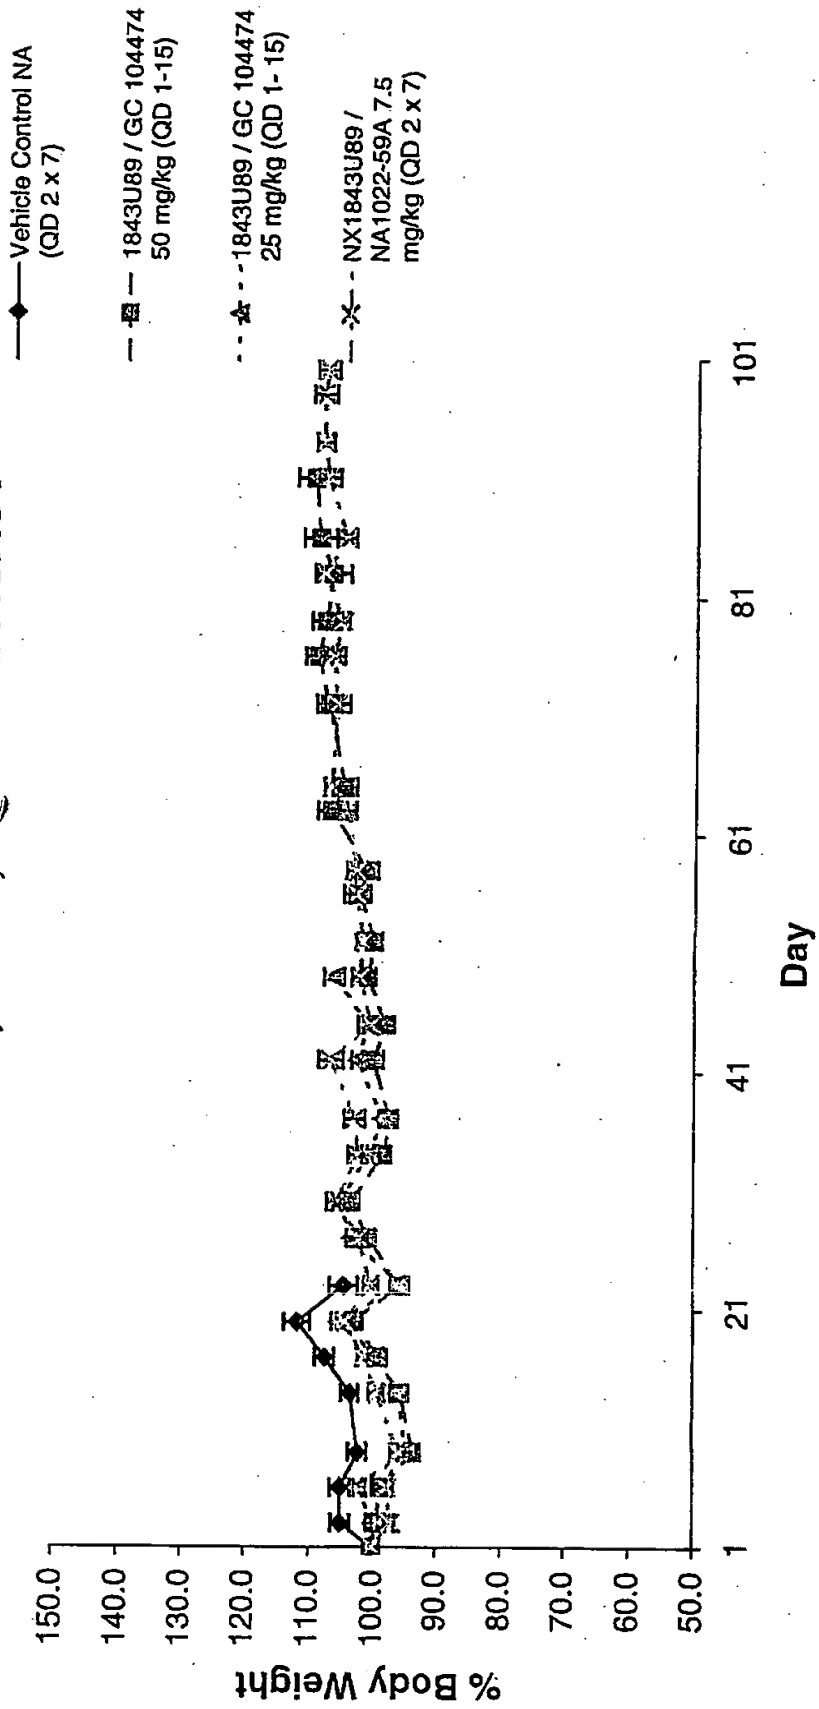 Vehicle Control NA
(QD 2 x 7)
1843U89 / GC 104474
50 mg/kg (QD 1-15)
1843U89 / GC 104474
25 mg/kg (QD 1- 15)
NX1843U89 /
NA1022-59A 7.5
mg/kg (QD 2 x 7)
150.0
140.0
130.0
120.0
110.0
100.0
90.0
80.0
70.0
60.0
50.0
% Body Weight
1
21
41
61
81
101
Day